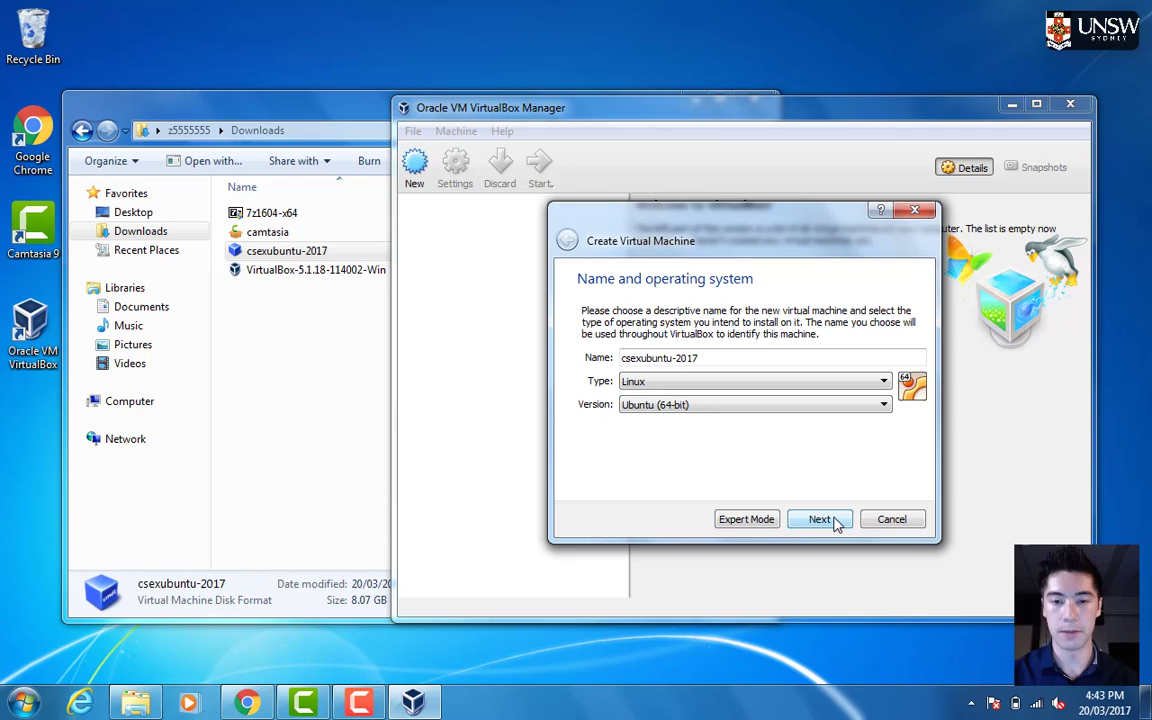 Recycle Bin
Google
Chrome
Camtasia 9
Oracle VM
VirtualBox
UNSW
SYDNEY
z5555555
Downloads
Organize
Open with...
Share with
Burn
Favorites
Desktop
Downloads
Recent Places
Libraries
Documents
Music
Pictures
Videos
Computer
Network
Name
7z1604-x64
camtasia
csexubuntu-2017
VirtualBox-5.1.18-114002-Win
csexubuntu-2017
Date modified: 20/03/20
Virtual Machine Disk Format
Size: 8.07 GB
Oracle VM VirtualBox Manager
File Machine Help
New Settings Discard Start
Details Snapshots
The list is empty now
Create Virtual Machine
Name and operating system
Please choose a descriptive name for the new virtual machine and select the
type of operating system you intend to install on it. The name you choose will
be used throughout VirtualBox to identify this machine.
Name: csexubuntu-2017
Type: Linux
64
Version: Ubuntu (64-bit)
Expert Mode Next Cancel
4:43 PM
20/03/2017